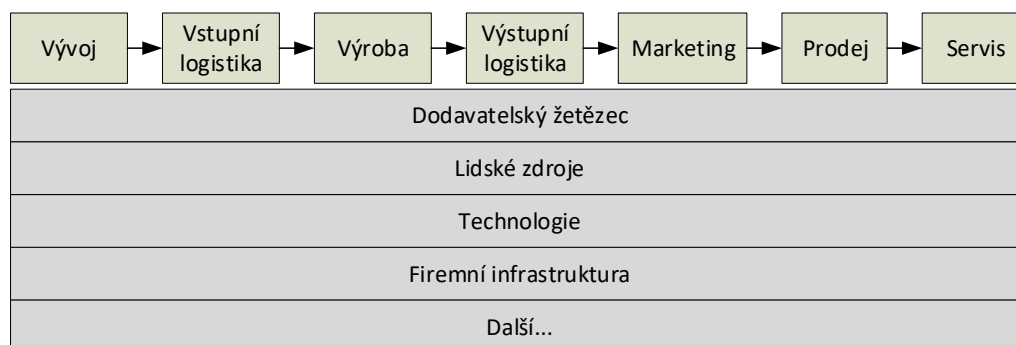 Vývoj
Vstupní
logistika
Výroba
Výstupní
logistika
Marketing
Prodej
Servis
Dodavatelský žetězec
Lidské zdroje
Technologie
Firemní infrastruktura
Další...